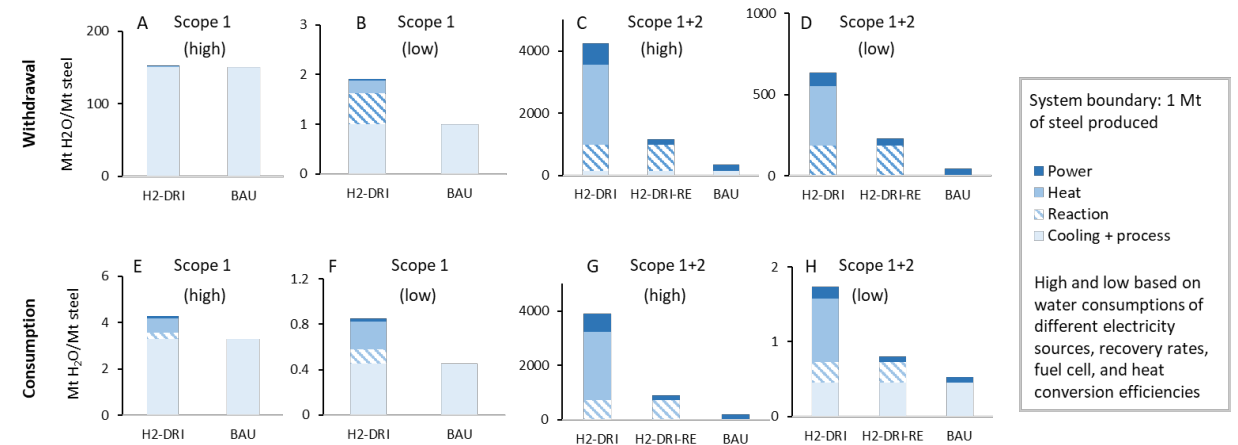 A Scope 1
(high)
200
100
0
H2-DRI BAU
Withdrawal
Mt H2O/Mt steel
B Scope 1
(low)
3
2
1
0
H2-DRI BAU
C Scope 1+2
(high)
4000
2000
0
H2-DRI H2-DRI-RE BAU
D Scope 1+2
(low)
1000
500
0
H2-DRI H2-DRI-RE BAU
E Scope 1
(high)
6
4
2
0
H2-DRI BAU
Consumption
Mt H₂O/Mt steel
F Scope 1
(low)
1.2
0.8
0.4
0
H2-DRI BAU
G Scope 1+2
(high)
4000
2000
0
H2-DRI H2-DRI-RE BAU
H Scope 1+2
(low)
2
1
0
H2-DRI H2-DRI-RE BAU
System boundary: 1 Mt
of steel produced
Power
Heat
Reaction
Cooling + process
High and low based on
water consumptions of
different electricity
sources, recovery rates,
fuel cell, and heat
conversion efficiencies